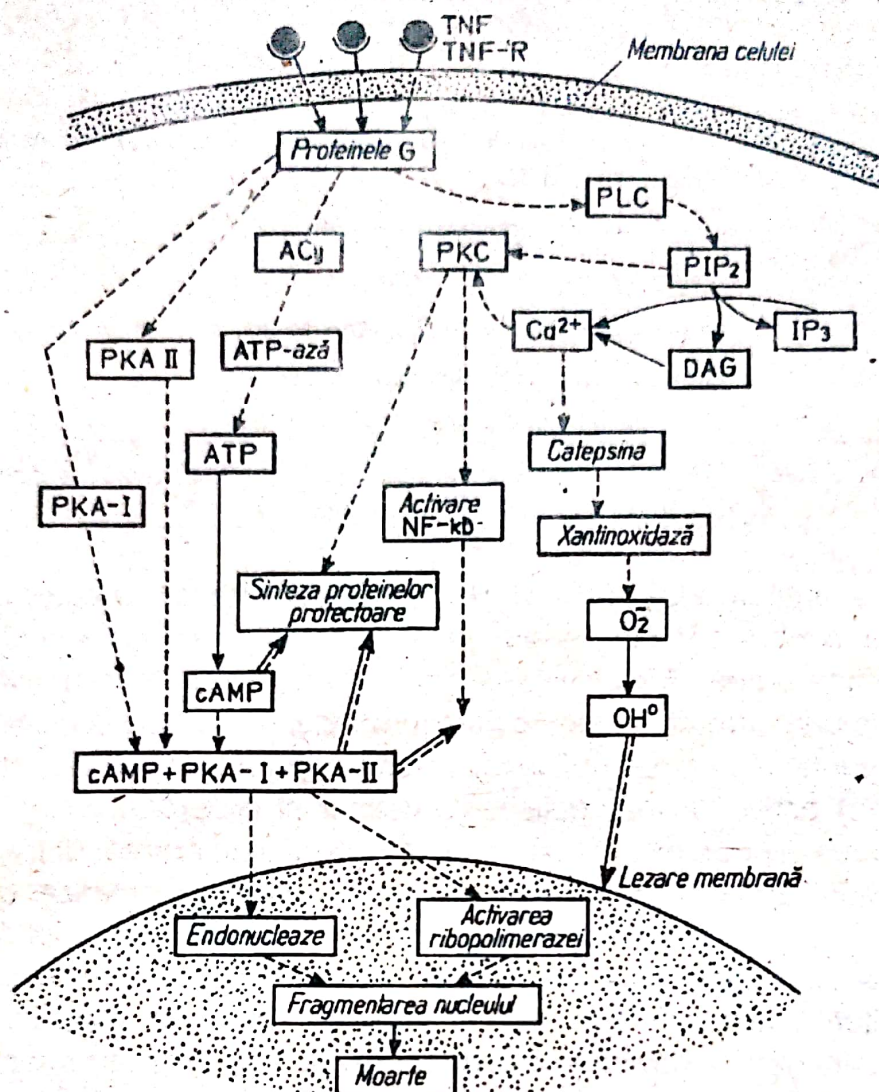 TNF
TNF-R
Membrana celulei
Proteinele G
PLC
ACy
PKC
PIP₂
Ca²⁺
IP₃
PKA II
ATP-ază
DAG
ATP
Catepsina
PKA-I
Activare
NF-kD-
Xantinoxidază
Sinteza proteinelor
protectoare
O₂⁻
cAMP
OH°
cAMP+PKA-I+PKA-II
Lezare membrană
Endonucleaze
Activarea
ribopolimerazei
Fragmentarea nucleului
Moarte